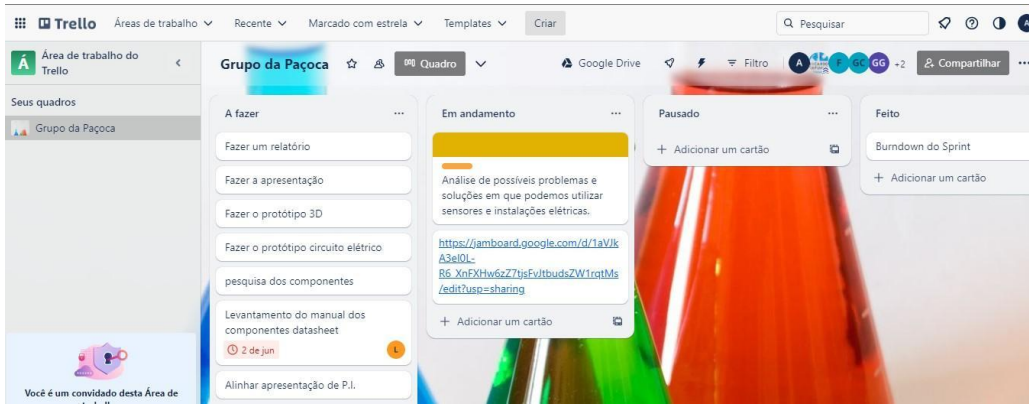 Trello
Áreas de trabalho
Recente
Marcado com estrela
Templates
Criar
Pesquisar
A
Á
Área de trabalho do
Trello
Seus quadros
Grupo da Paçoca
Você é um convidado desta Área de
Grupo da Paçoca
Quadro
Google Drive
Filtro
A
F
GC
GG
+2
Compartilhar
A fazer
Fazer um relatório
Fazer a apresentação
Fazer o protótipo 3D
Fazer o protótipo circuito elétrico
pesquisa dos componentes
Levantamento do manual dos
componentes datasheet
2 de jun
L
Alinhar apresentação de P.I.
Em andamento
Análise de possíveis problemas e
soluções em que podemos utilizar
sensores e instalações elétricas.
https://jamboard.google.com/d/1aVJk
A3eI0L-
R6_XnFXHw6zZ7tjsFvJtbudsZW1rqtMs
/edit?usp=sharing
+ Adicionar um cartão
Pausado
+ Adicionar um cartão
Feito
Burndown do Sprint
+ Adicionar um cartão